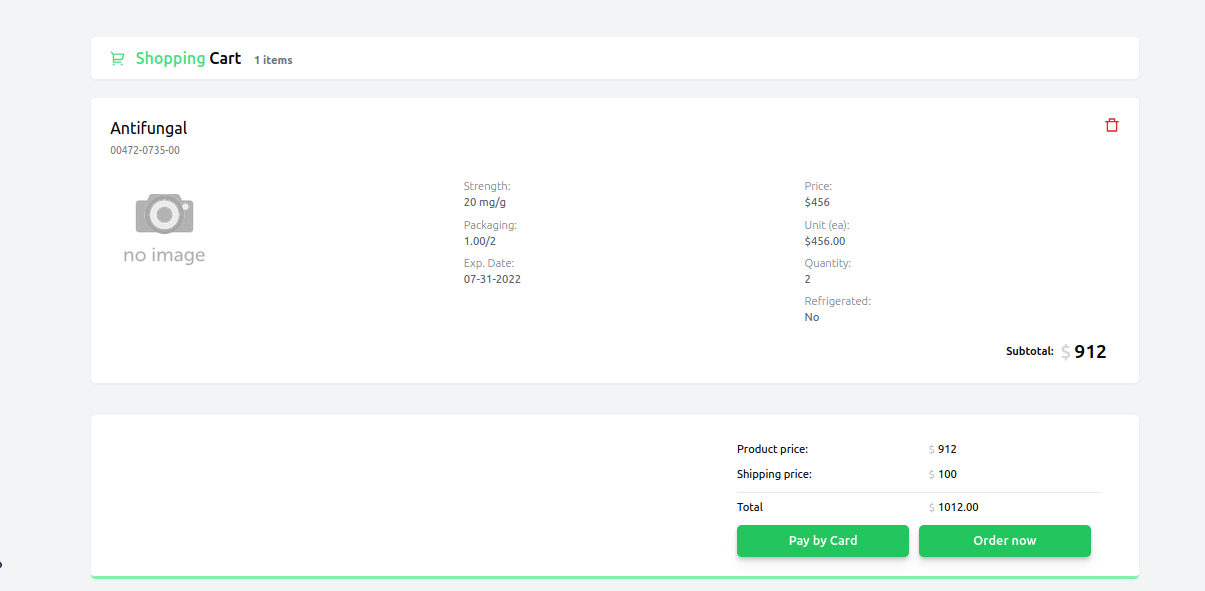 Shopping Cart 1 items
Antifungal
00472-0735-00
no image
Strength:
20 mg/g
Packaging:
1.00/2
Exp. Date:
07-31-2022
Price:
$456
Unit (ea):
$456.00
Quantity:
2
Refrigerated:
No
Subtotal: $ 912
Product price: $ 912
Shipping price: $ 100
Total $ 1012.00
Pay by Card Order now